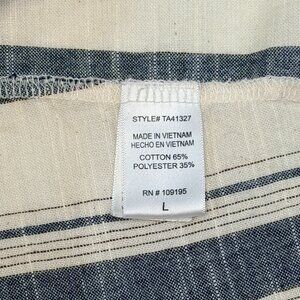 STYLE# TA41327
MADE IN VIETNAM
HECHO EN VIETNAM
COTTON 65%
POLYESTER 35%
RN # 109195
L